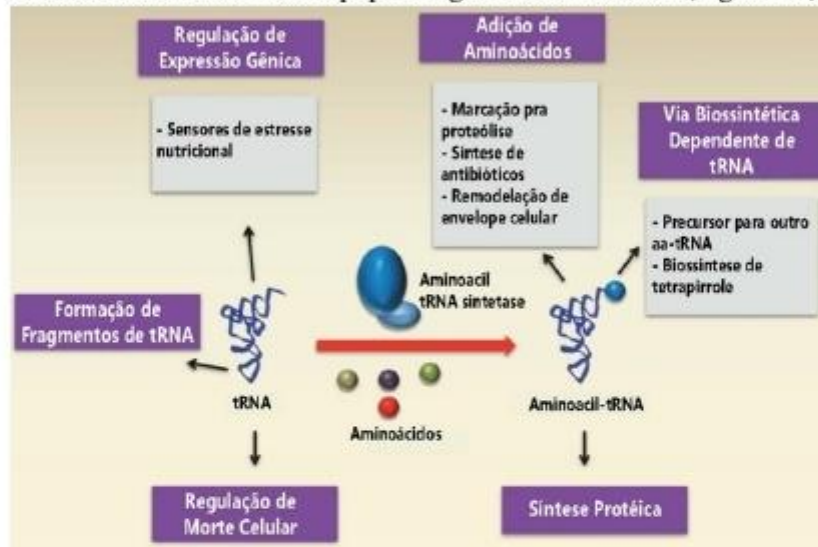 Regulação de
Expressão Gênica
- Sensores de estresse
nutricional
Adição de
Aminoácidos
- Marcação pra
proteólise
- Síntese de
antibióticos
- Remodelação de
envelope celular
Via Biossintética
Dependente de
tRNA
- Precursor para outro
aa-tRNA
- Biossíntese de
tetrapirrole
Formação de
Fragmentos de tRNA
Aminoacil
tRNA sintetase
tRNA
Aminoácidos
Aminoacil-tRNA
Regulação de
Morte Celular
Síntese Protéica